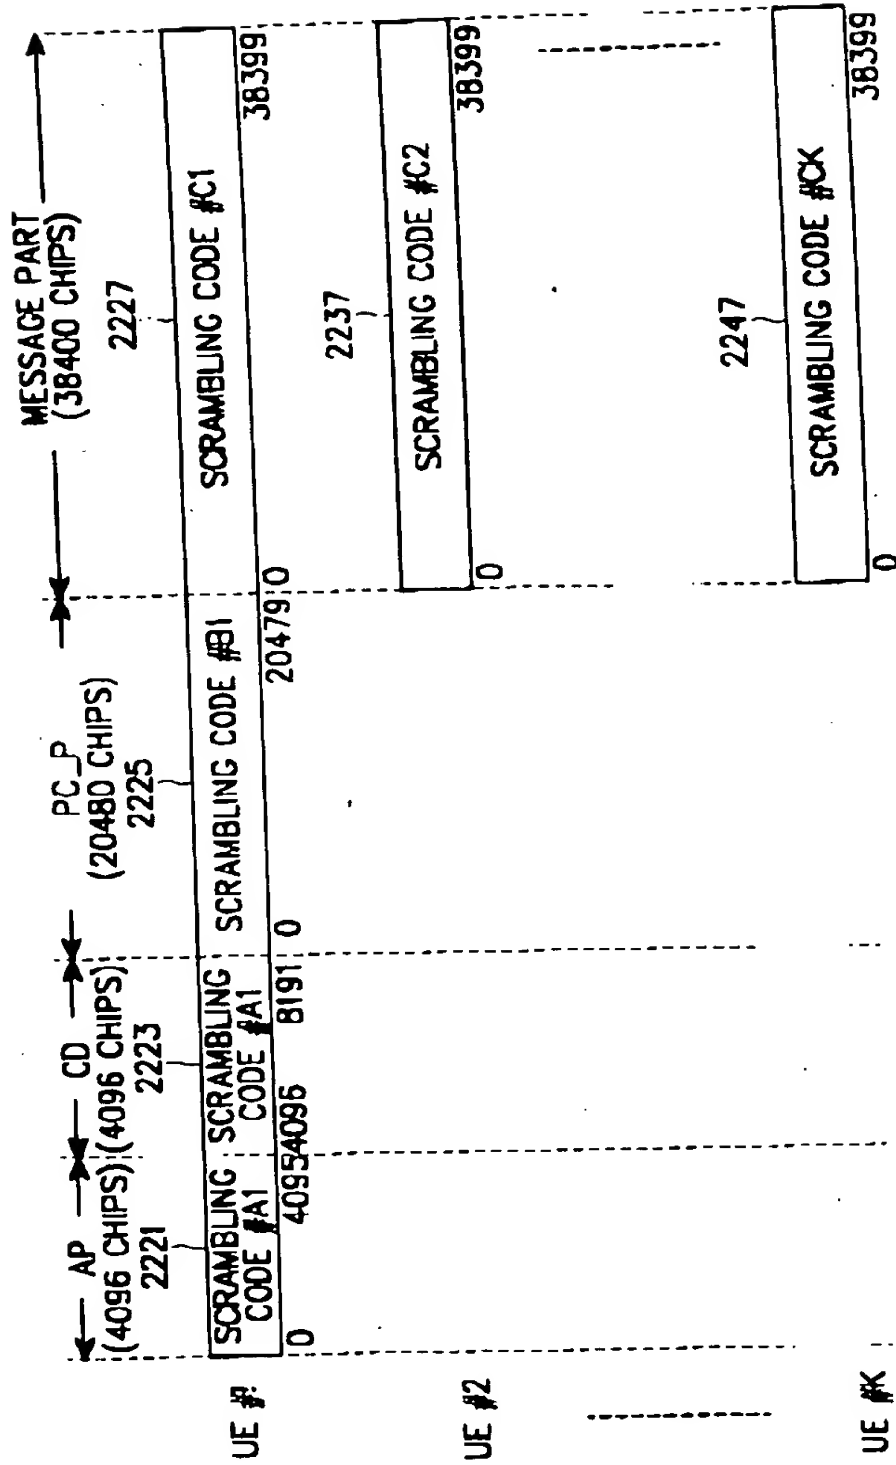 AP
(4096 CHIPS)
2221
CD
(4096 CHIPS)
2223
PC_P
(20480 CHIPS)
2225
MESSAGE PART
(38400 CHIPS)
2227
UE #
SCRAMBLING
CODE #A1
SCRAMBLING
CODE #A1
SCRAMBLING CODE #B1
SCRAMBLING CODE #C1
0
4095
4096
8191
0
20479
0
38399
2237
UE #2
SCRAMBLING CODE #C2
0
38399
2247
UE #K
SCRAMBLING CODE #CK
0
38399